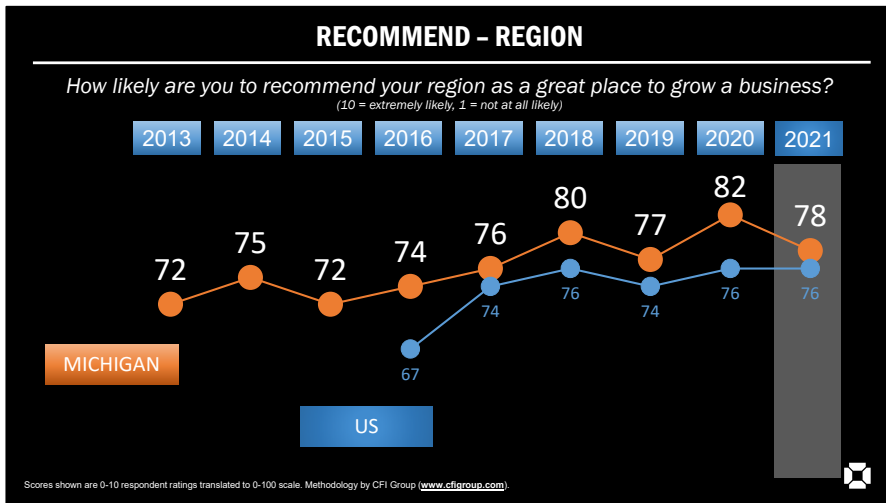 RECOMMEND – REGION
How likely are you to recommend your region as a great place to grow a business?
(10 = extremely likely, 1 = not at all likely)
2013 2014 2015 2016 2017 2018 2019 2020 2021
72 75 72 74 76 80 77 82 78
67 74 76 74 76 76
MICHIGAN
US
Scores shown are 0-10 respondent ratings translated to 0-100 scale. Methodology by CFI Group (www.cfigroup.com).